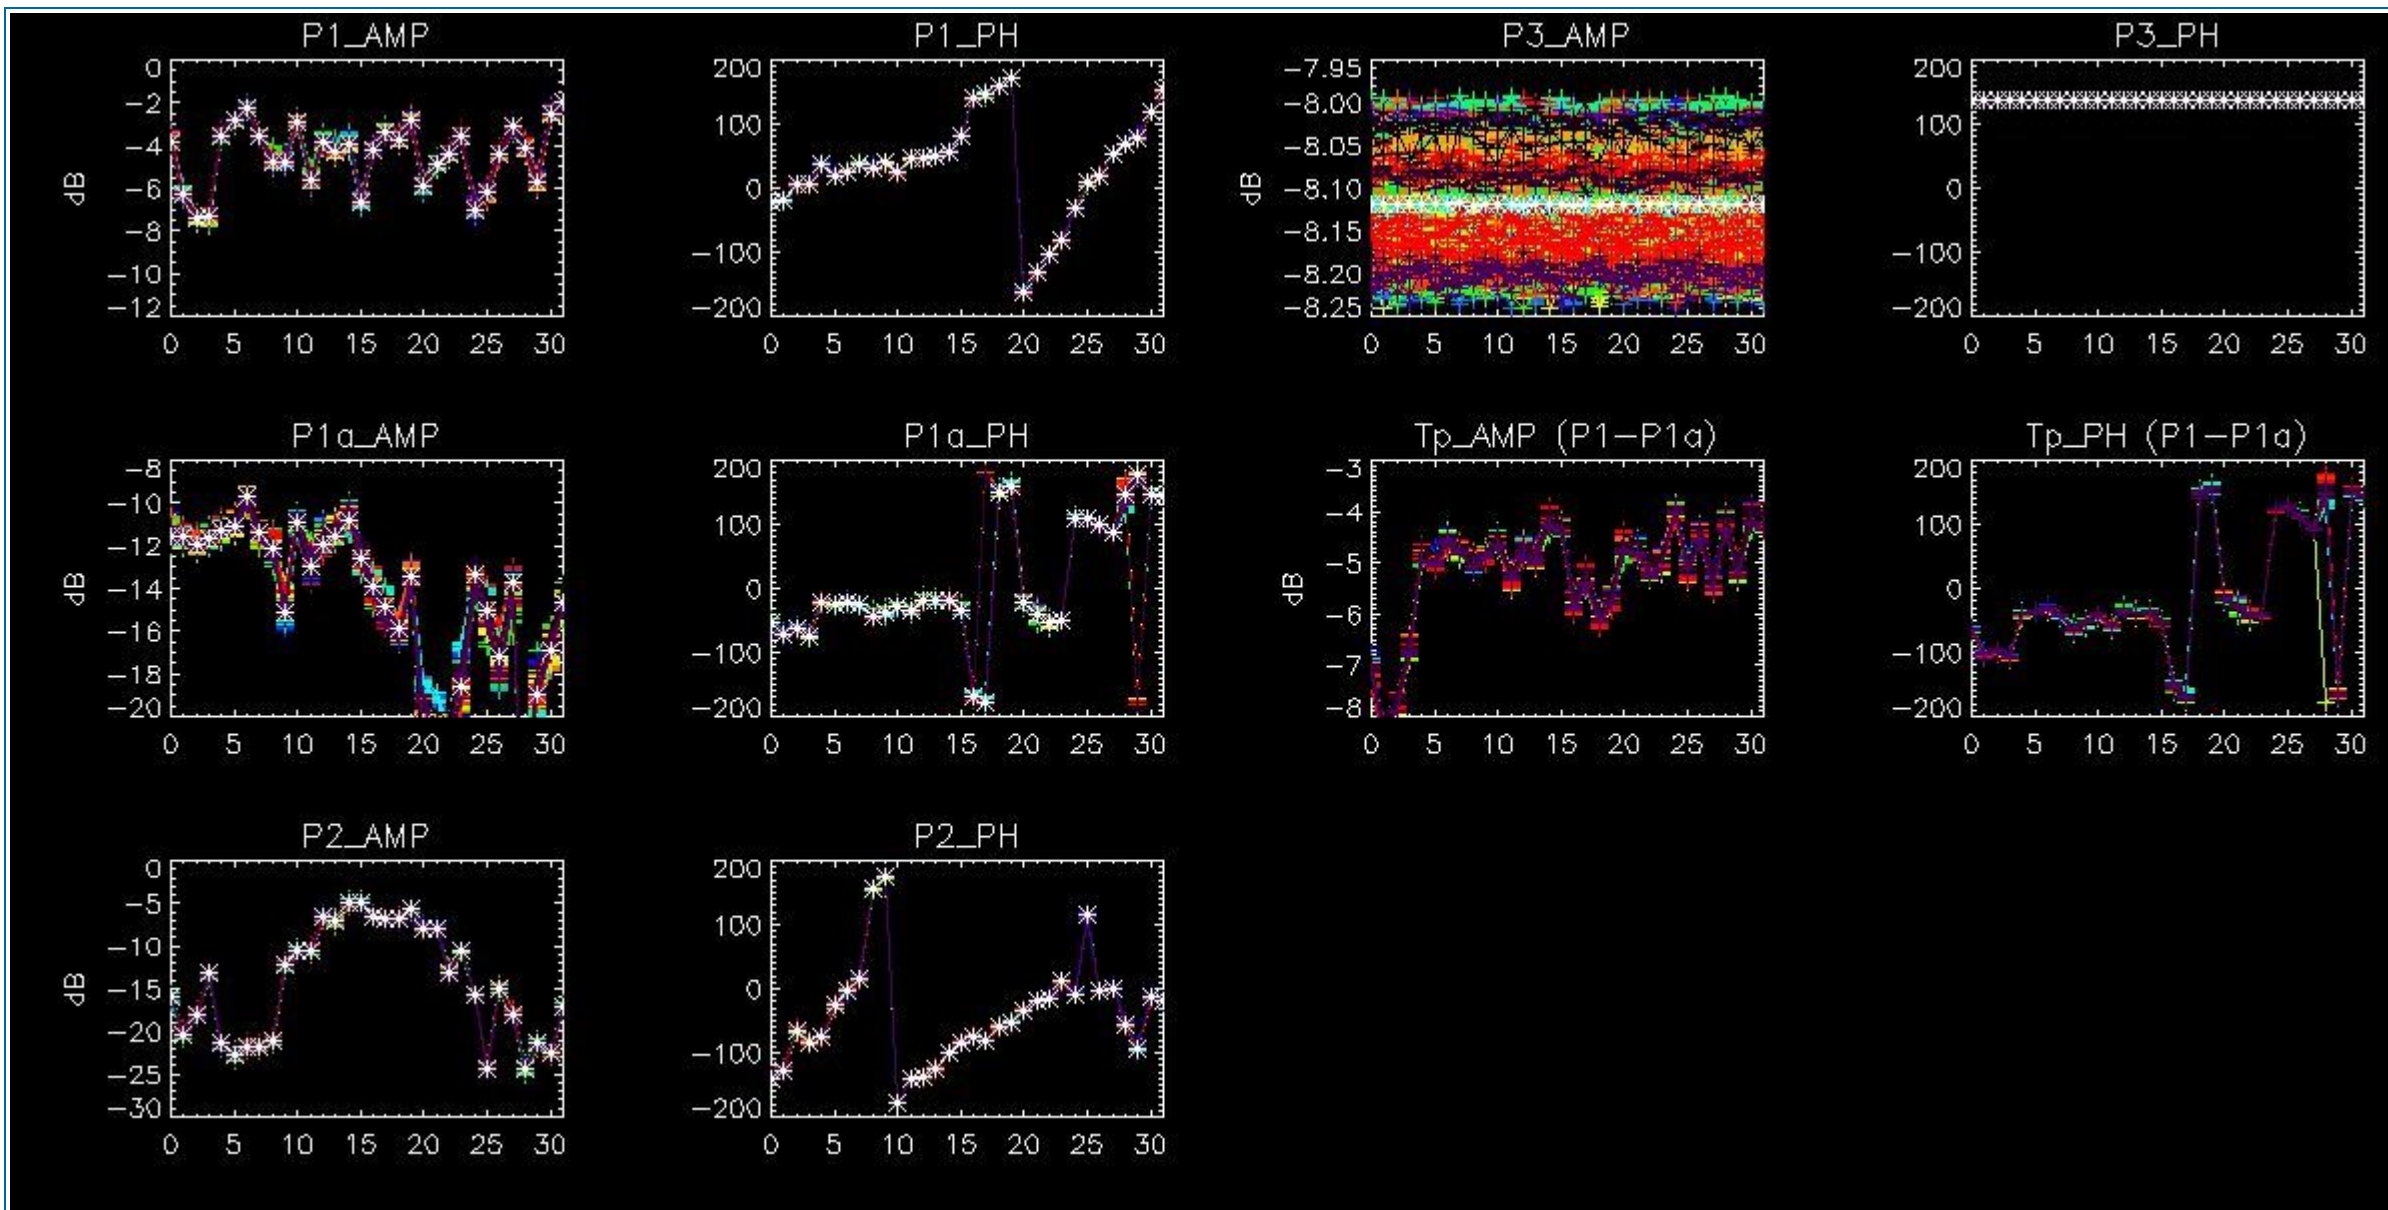 P1_AMP P1_PH P3_AMP P3_PH
0 200 -7.95 200
-2 100 -8.00 100
-4 0 -8.05 0
-6 -100 -8.10 -100
-8 -200 -8.15 -200
-10 -8.20
-12 -8.25
dB dB
0 5 10 15 20 25 30 0 5 10 15 20 25 30 0 5 10 15 20 25 30 0 5 10 15 20 25 30
P1a_AMP P1a_PH Tp_AMP (P1-P1a) Tp_PH (P1-P1a)
-8 200 -3 200
-10 100 -4 100
-12 0 -5 0
-14 -100 -6 -100
-16 -200 -7 -200
-18 -8
-20
dB dB
0 5 10 15 20 25 30 0 5 10 15 20 25 30 0 5 10 15 20 25 30 0 5 10 15 20 25 30
P2_AMP P2_PH
0 200
-5 100
-10 0
-15 -100
-20 -200
-25
-30
dB
0 5 10 15 20 25 30 0 5 10 15 20 25 30